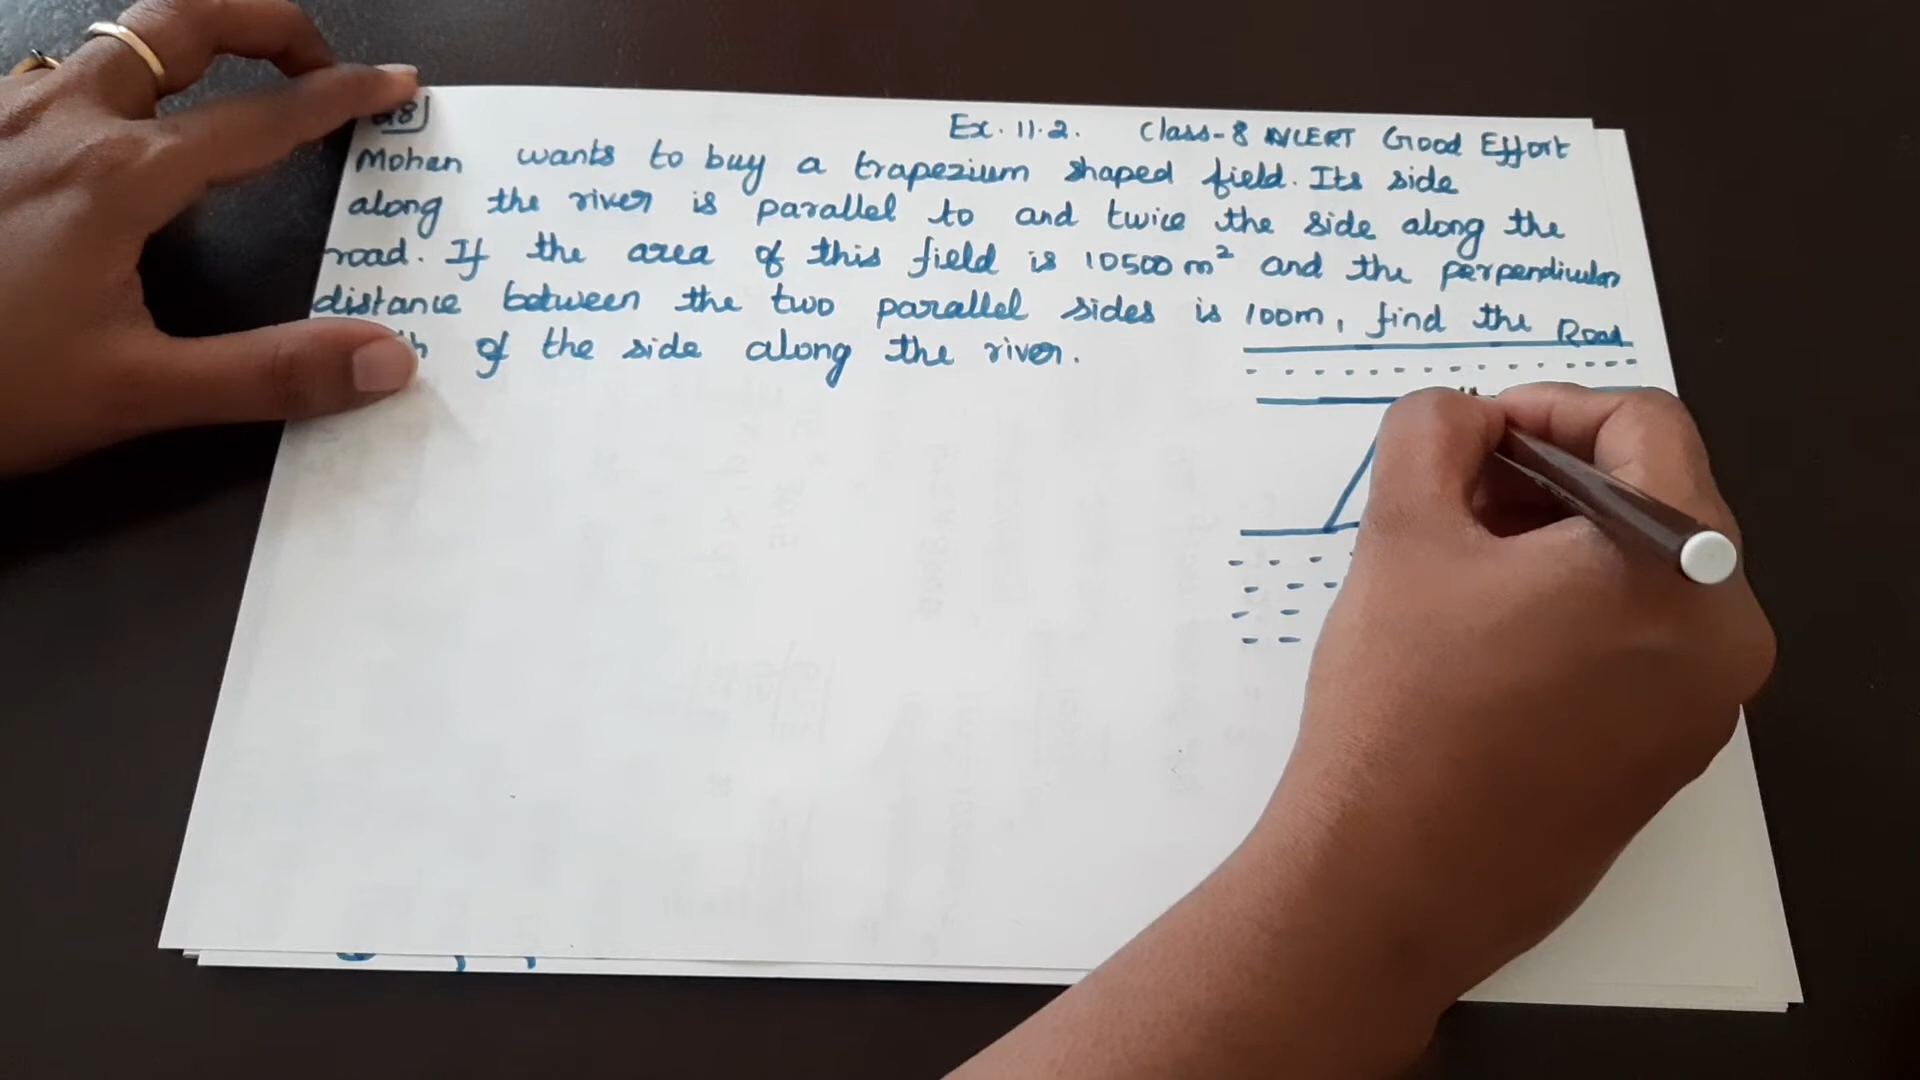 Ex. 11.2. Class-8 NCERT Good Effort
Mohan wants to buy a trapezium shaped field. Its side
along the river is parallel to and twice the side along the
road. If the area of this field is 10500 m² and the perpendicular
distance between the two parallel sides is 100m, find the
of the side along the river.
Road